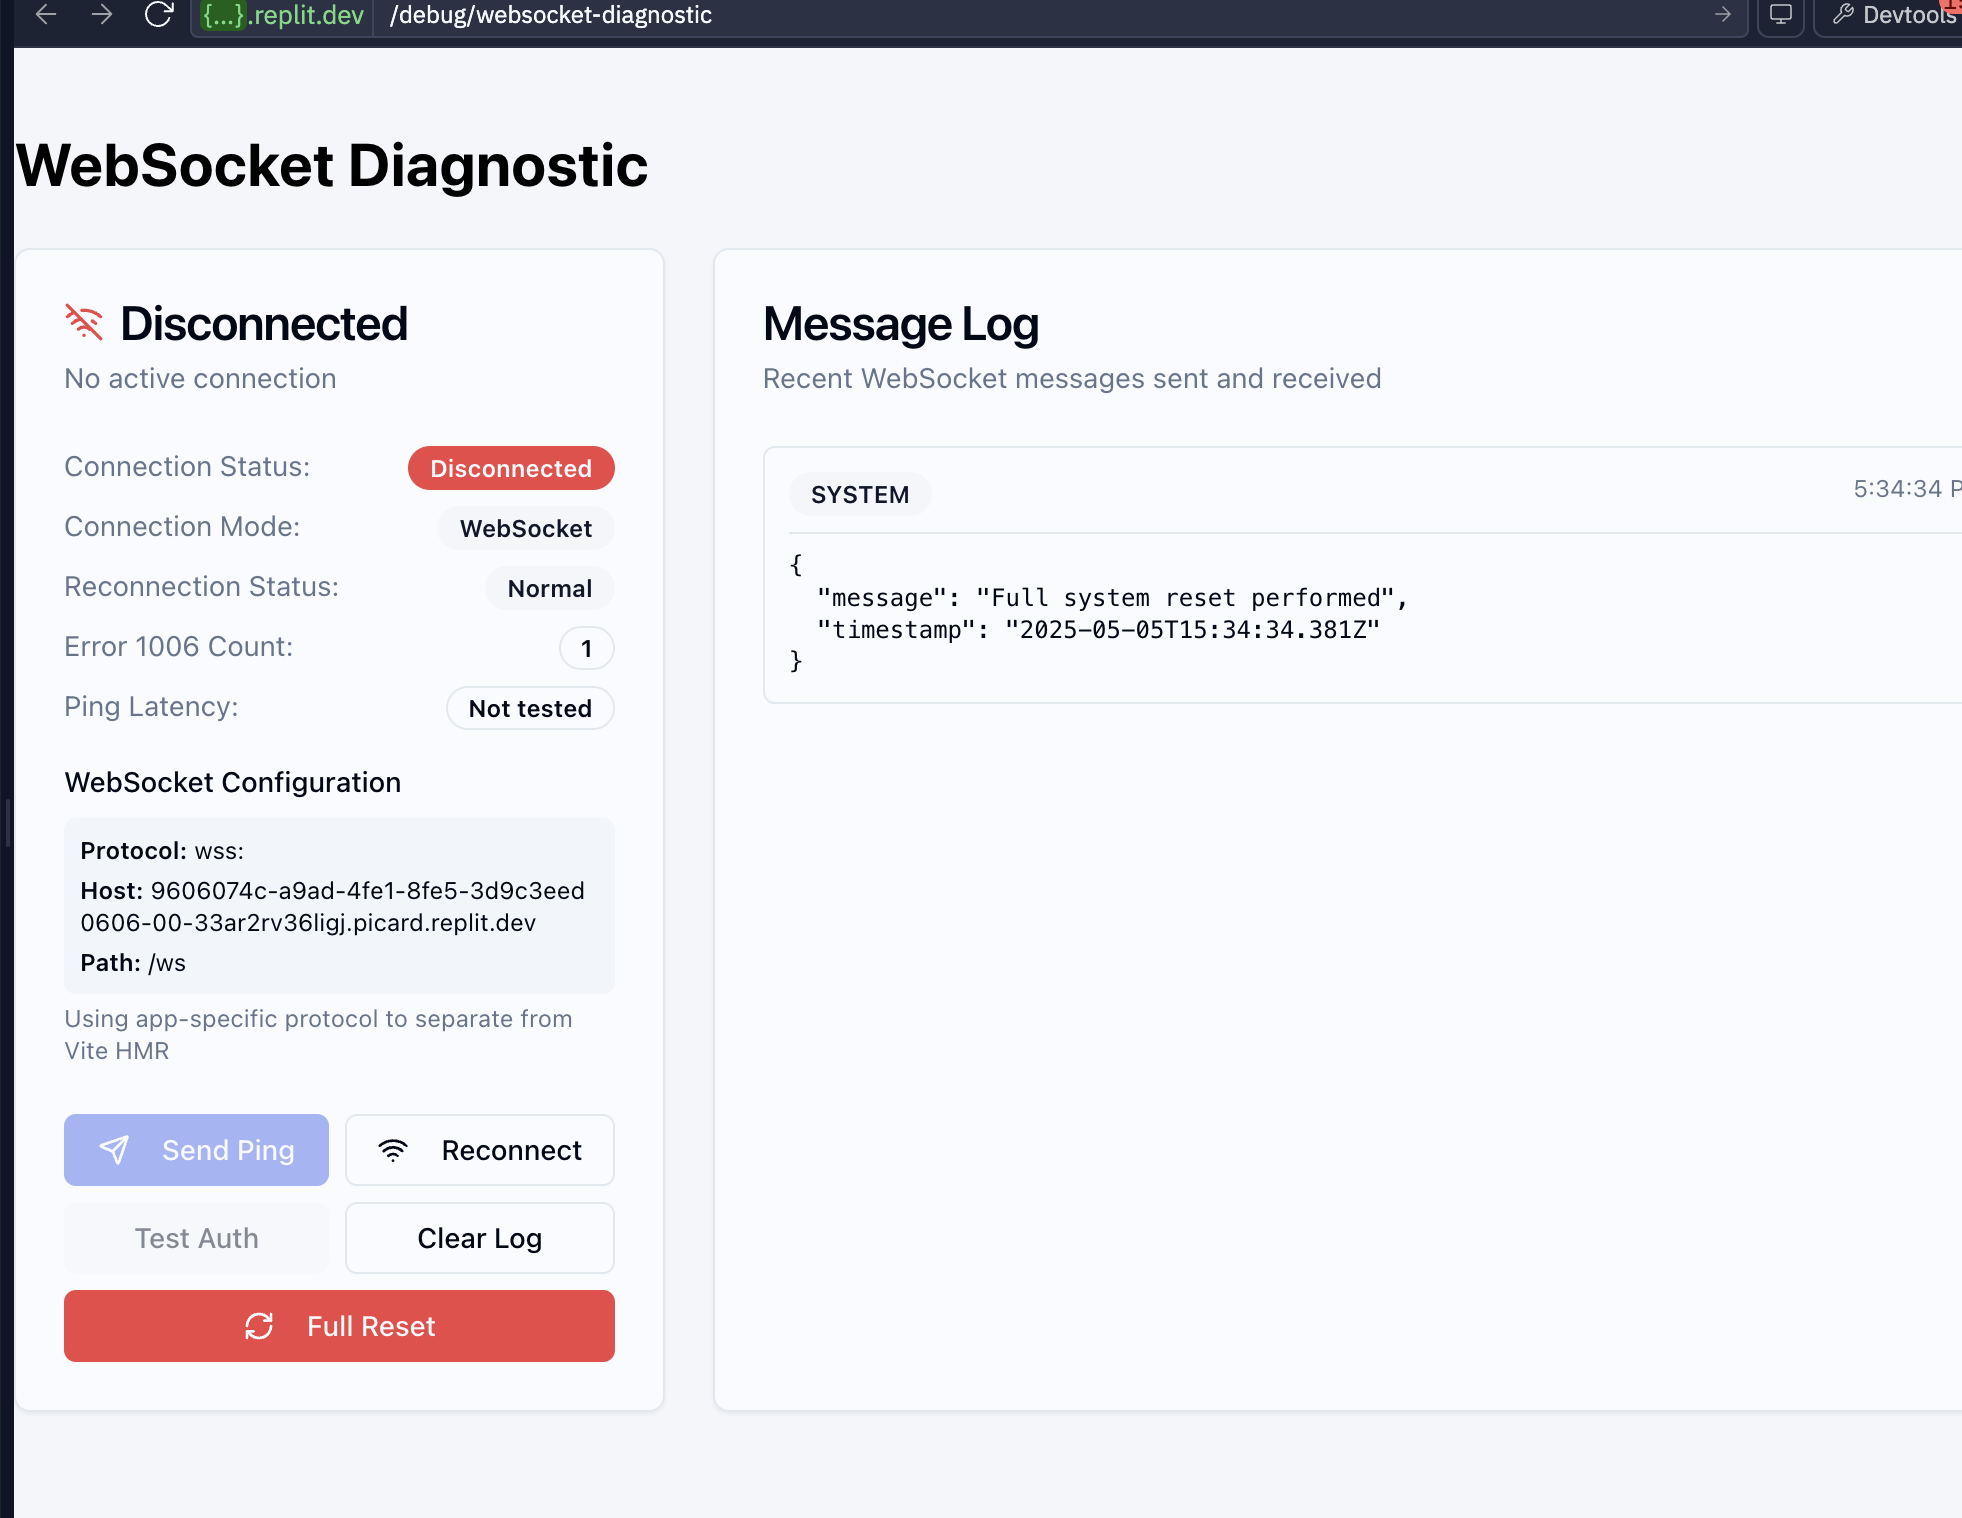 {...}.replit.dev /debug/websocket-diagnostic Devtools
WebSocket Diagnostic
Disconnected
No active connection
Connection Status: Disconnected
Connection Mode: WebSocket
Reconnection Status: Normal
Error 1006 Count: 1
Ping Latency: Not tested
WebSocket Configuration
Protocol: wss:
Host: 9606074c-a9ad-4fe1-8fe5-3d9c3eed
0606-00-33ar2rv36ligj.picard.replit.dev
Path: /ws
Using app-specific protocol to separate from
Vite HMR
Send Ping Reconnect
Test Auth Clear Log
Full Reset
Message Log
Recent WebSocket messages sent and received
SYSTEM 5:34:34 P
{
"message": "Full system reset performed",
"timestamp": "2025-05-05T15:34:34.381Z"
}